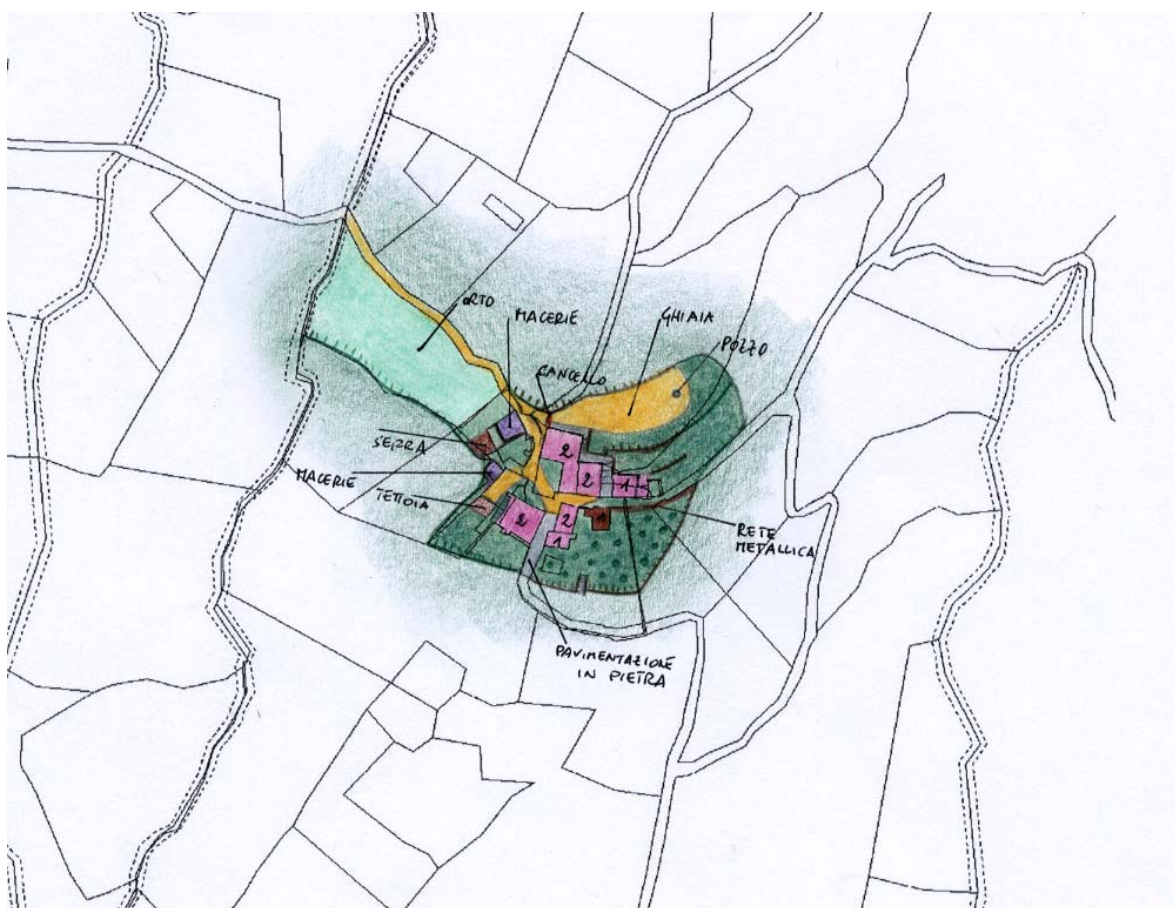 ORTO
MACERIE
GHIAIA
POZZO
CANCELLO
SERRA
MACERIE
TETTOIA
2
2
1
2
2
1
1
RETE
METALLICA
PAVIMENTAZIONE
IN PIETRA